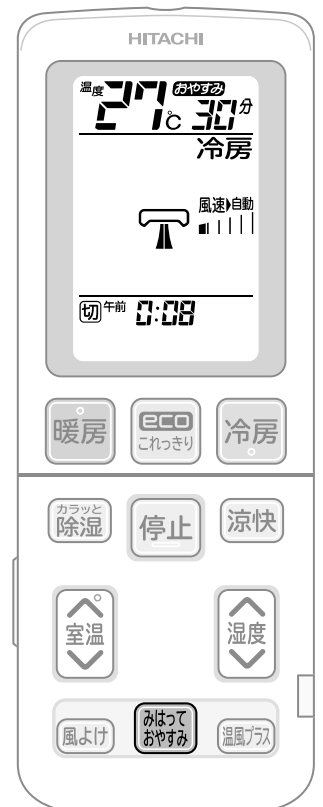 HITACHI
温度 27℃ おやすみ 30分
冷房
風速 自動
切 午前 0:08
暖房 eco これっきり 冷房
カラッと 除湿 停止 涼快
室温 湿度
風よけ みはって おやすみ 温風プラス